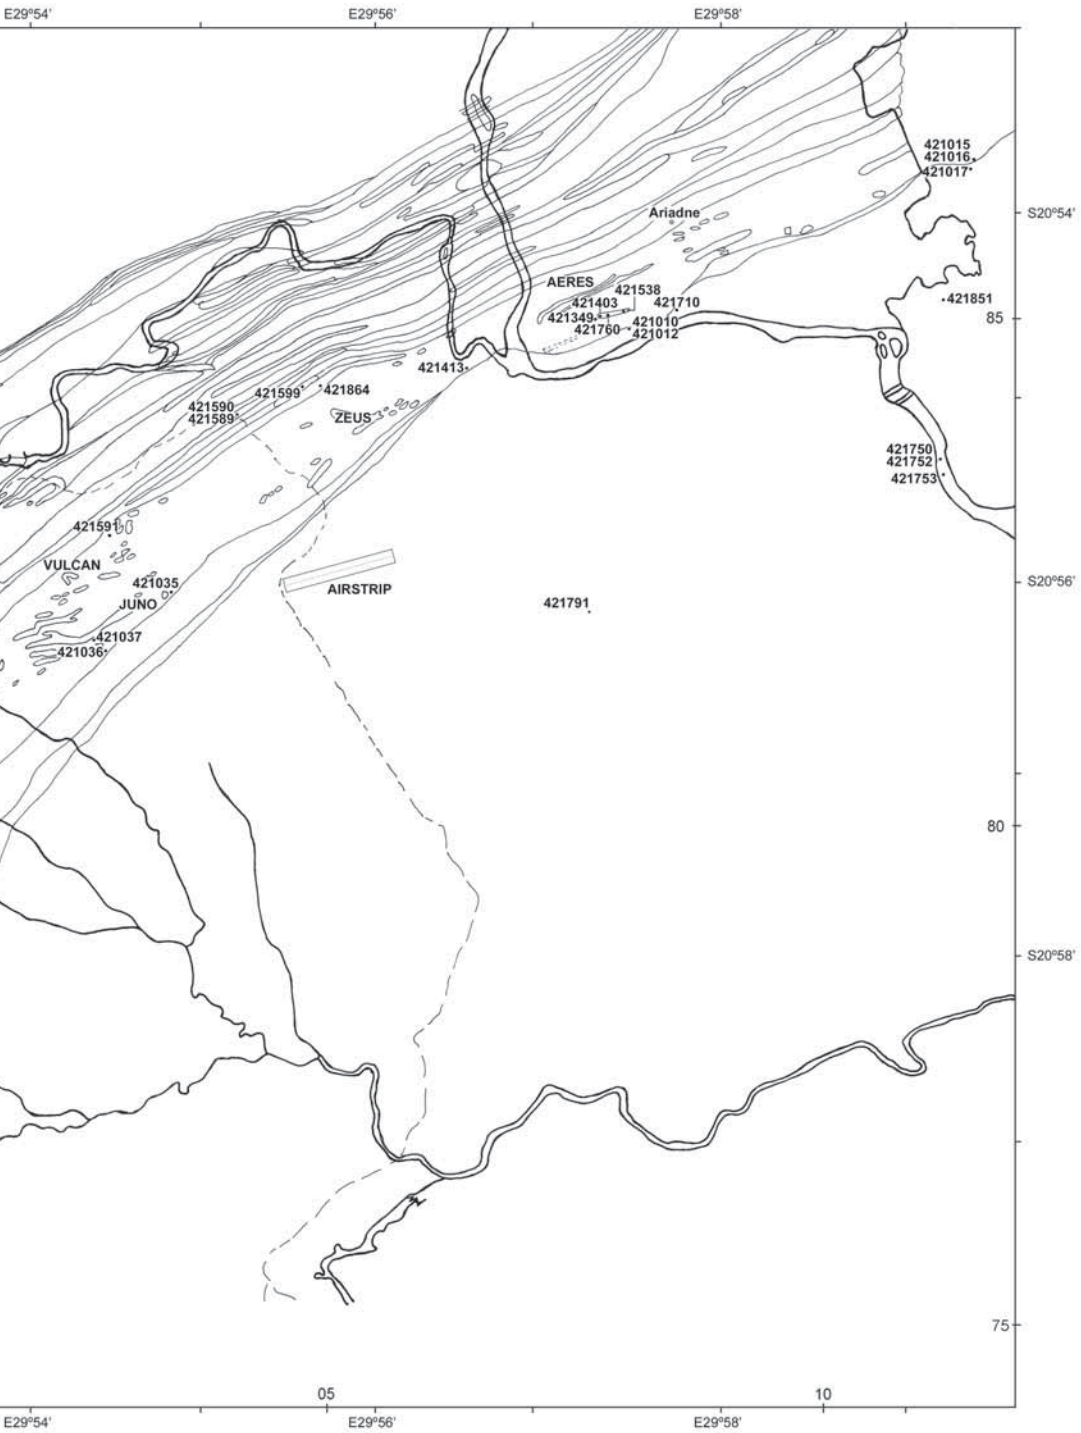 E29°54'
E29°56'
E29°58'
421015
421016
421017
S20°54'
Ariadne
AERES
421538
421403
421710
421851
421349
421010
85
421760
421012
421413
421599
421864
421590
421589
ZEUS
421750
421752
421753
421591
VULCAN
421035
AIRSTRIP
S20°56'
JUNO
421791
421037
421036
80
S20°58'
75
05
10
E29°54'
E29°56'
E29°58'